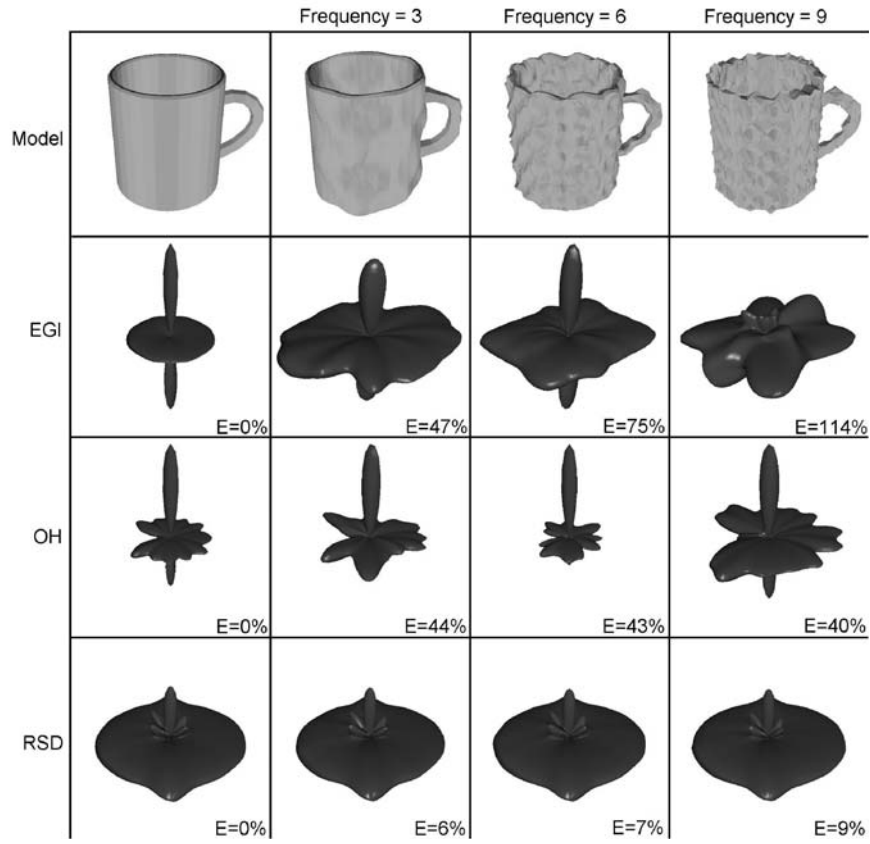 Frequency = 3 Frequency = 6 Frequency = 9
Model
EGI
E=0% E=47% E=75% E=114%
OH
E=0% E=44% E=43% E=40%
RSD
E=0% E=6% E=7% E=9%